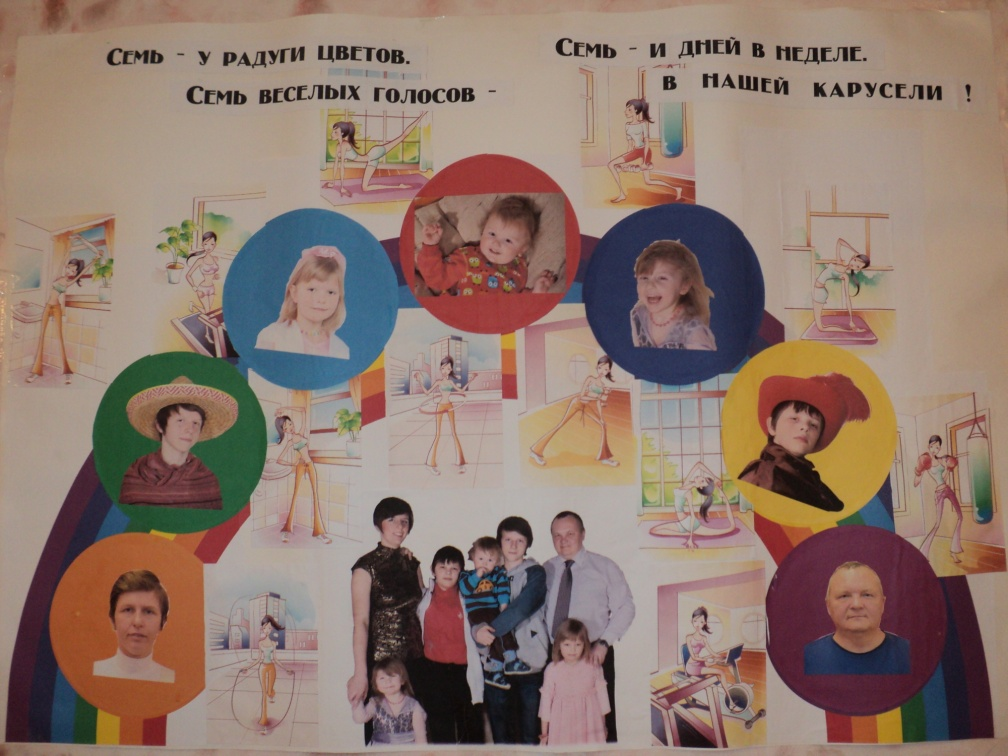 Семь - у радуги цветов.
Семь веселых голосов -
Семь - и дней в неделе.
В нашей карусели !